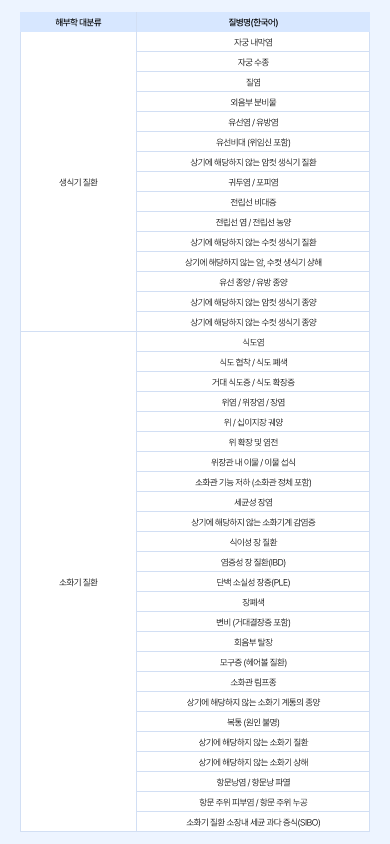 해부학 대분류 질병명(한국어)
자궁 내막염
자궁 수종
질염
외음부 분비물
유선염 / 유방염
유선비대 (위임신 포함)
상기에 해당하지 않는 암컷 생식기 질환
생식기 질환 귀두염 / 포피염
전립선 비대증
전립선 염 / 전립선 농양
상기에 해당하지 않는 수컷 생식기 질환
상기에 해당하지 않는 암, 수컷 생식기 상해
유선 종양 / 유방 종양
상기에 해당하지 않는 암컷 생식기 종양
상기에 해당하지 않는 수컷 생식기 종양
식도염
식도 협착 / 식도 폐색
거대 식도증 / 식도 확장증
위염 / 위장염 / 장염
위 / 십이지장 궤양
위 확장 및 염전
위장관 내 이물 / 이물 섭식
소화관 기능 저하 (소화관 정체 포함)
세균성 장염
상기에 해당하지 않는 소화기계 감염증
식이성 장 질환
염증성 장 질환(IBD)
소화기 질환 단백 소실성 장증(PLE)
장폐색
변비 (거대결장증 포함)
회음부 탈장
모구증 (헤어볼 질환)
소화관 림프종
상기에 해당하지 않는 소화기 계통의 종양
복통 (원인 불명)
상기에 해당하지 않는 소화기 질환
상기에 해당하지 않는 소화기 상해
항문낭염 / 항문낭 파열
항문 주위 피부염 / 항문 주위 누공
소화기 질환 소장내 세균 과다 증식(SIBO)